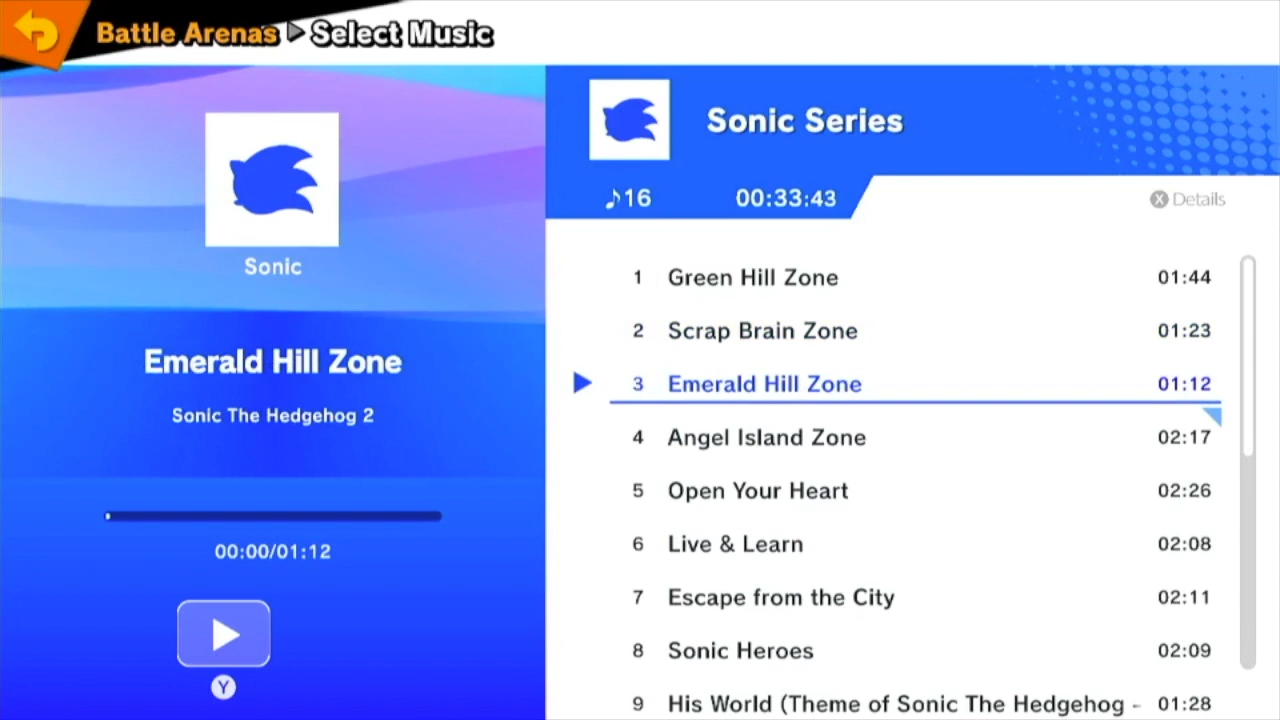 Battle Arenas ▶ Select Music
Sonic
Emerald Hill Zone
Sonic The Hedgehog 2
00:00/01:12
Y
Sonic Series
♪16 00:33:43
X Details
1 Green Hill Zone 01:44
2 Scrap Brain Zone 01:23
3 Emerald Hill Zone 01:12
4 Angel Island Zone 02:17
5 Open Your Heart 02:26
6 Live & Learn 02:08
7 Escape from the City 02:11
8 Sonic Heroes 02:09
9 His World (Theme of Sonic The Hedgehog - 01:28